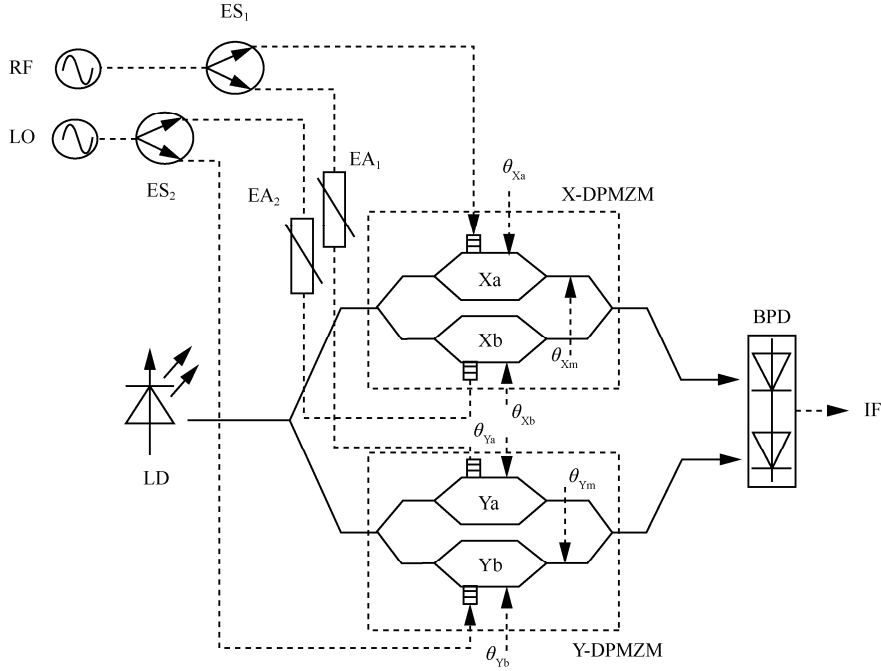 ES₁
RF
LO
ES₂
EA₁
EA₂
θXa
X-DPMZM
Xa
Xb
θXm
BPD
θXb
IF
LD
θYa
θYm
Ya
Yb
θYb
Y-DPMZM